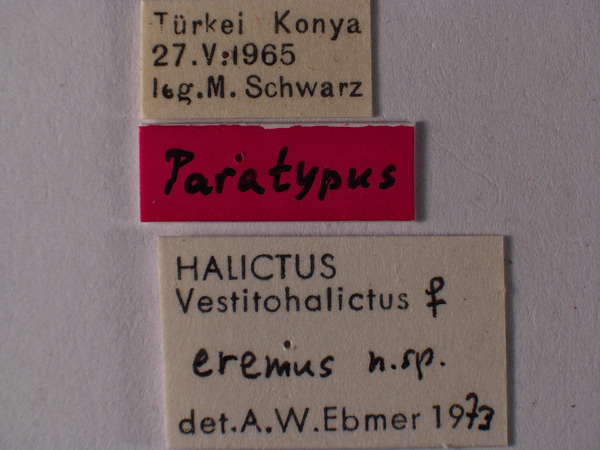 Türkei Konya
27.V.1965
leg.M. Schwarz
Paratypus
HALICTUS
Vestitohalictus ♀
eremus n.sp.
det.A.W.Ebmer 1973